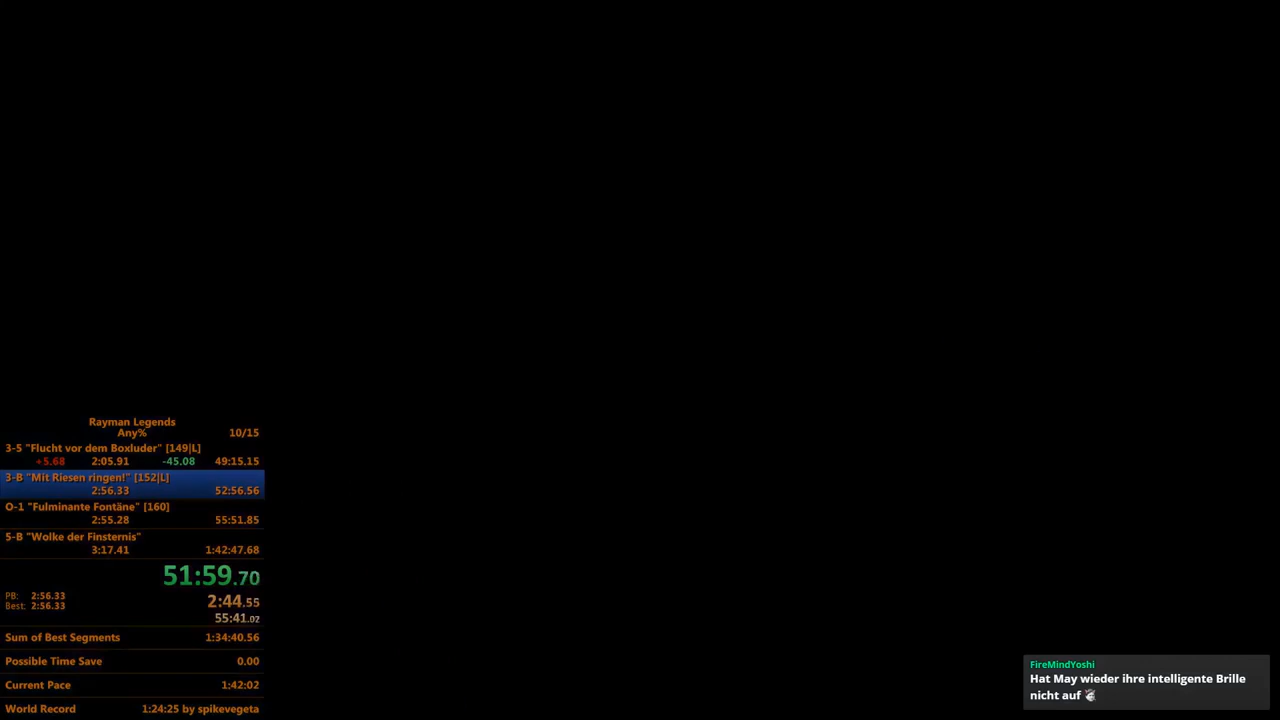 Rayman Legends
Any% 10/15
3-5 "Flucht vor dem Boxluder" [149|L]
+5.68 2:05.91 -45.08 49:15.15
3-B "Mit Riesen ringen!" [152|L]
2:56.33 52:56.56
O-1 "Fulminante Fontäne" [160]
2:55.28 55:51.85
5-B "Wolke der Finsternis"
3:17.41 1:42:47.68
51:59.70
PB: 2:56.33
Best: 2:56.33
2:44.55
55:41.02
Sum of Best Segments 1:34:40.56
Possible Time Save 0.00
Current Pace 1:42:02
World Record 1:24:25 by spikevegeta
FireMindYoshi
Hat May wieder ihre intelligente Brille
nicht auf